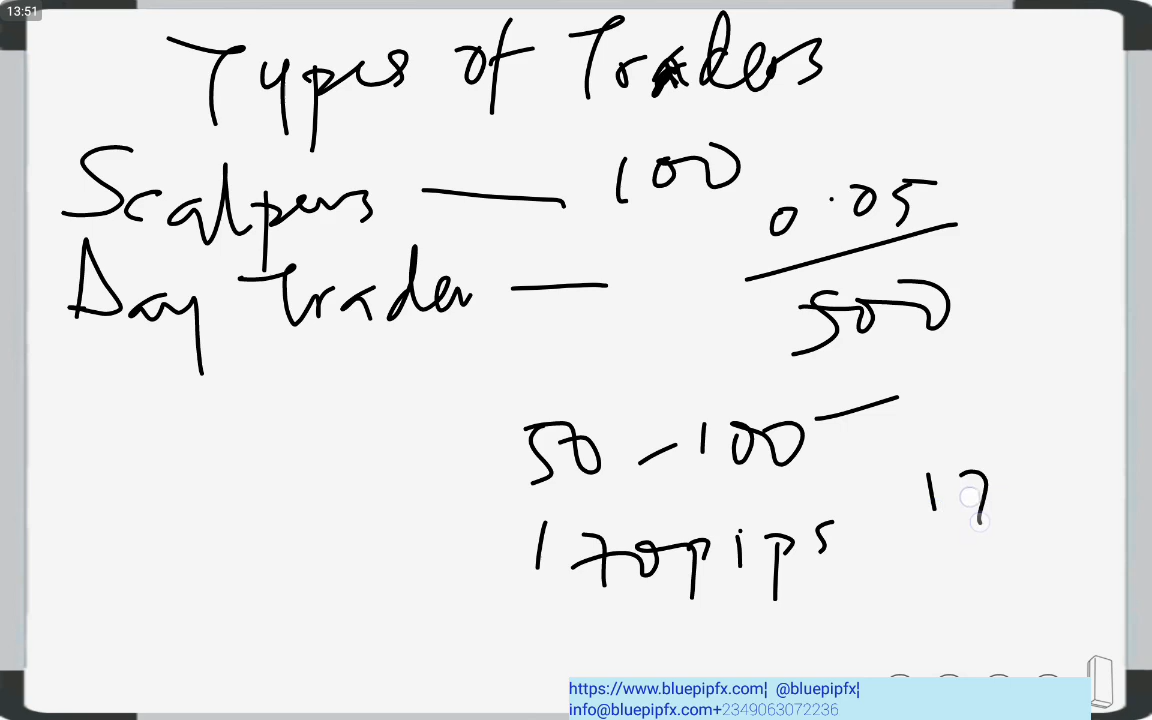 13:51
Types of Traders
Scalpers — 100
0.05
Day Trader —
500
50 - 100 —
170pips
17
https://www.bluepipfx.com¦ @bluepipfx¦
info@bluepipfx.com+2349063072236